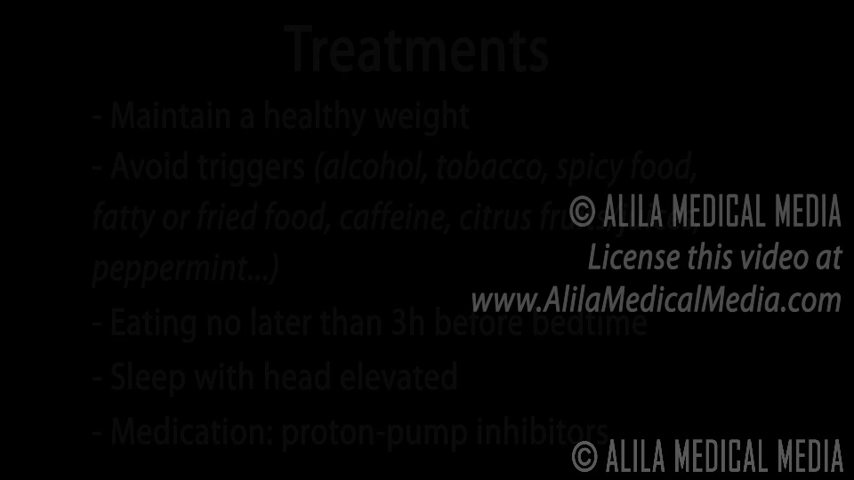 Treatments
- Maintain a healthy weight
- Avoid triggers (alcohol, tobacco, spicy food,
fatty or fried food, caffeine, citrus
peppermint...)
- Eating no later than 3h before bedtime
- Sleep with head elevated
- Medication: proton-pump inhibitors
© ALILA MEDICAL MEDIA
License this video at
www.AlilaMedicalMedia.com
© ALILA MEDICAL MEDIA